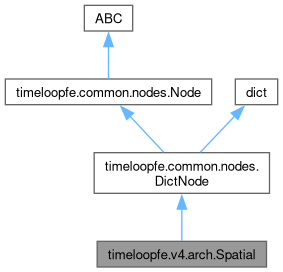 ABC
timeloopfe.common.nodes.Node
dict
timeloopfe.common.nodes.
DictNode
timeloopfe.v4.arch.Spatial